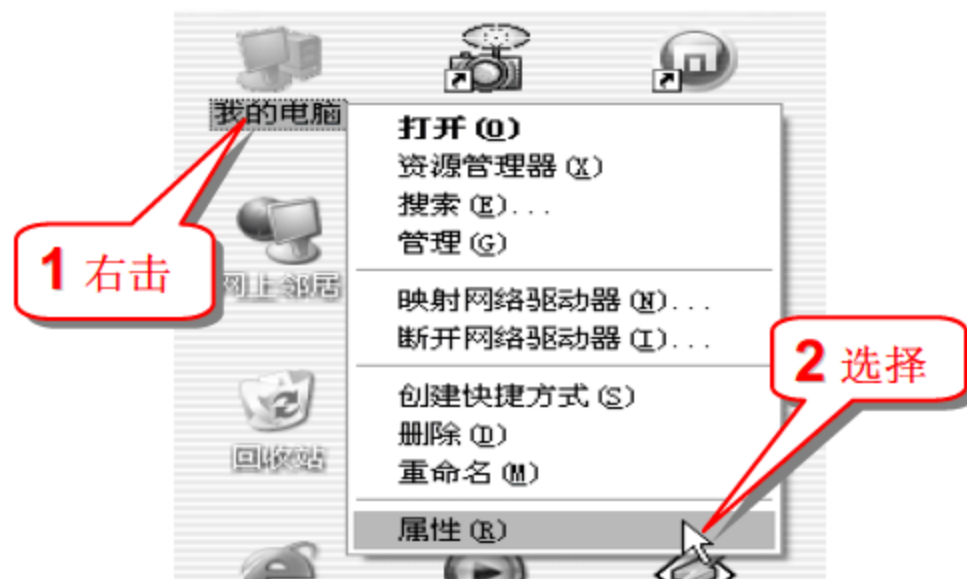 我的电脑
打开(O)
资源管理器(X)
搜索(E)...
管理(G)
1 右击
网上邻居
映射网络驱动器(N)...
断开网络驱动器(I)...
2 选择
创建快捷方式(S)
删除(D)
回收站
重命名(M)
属性(R)